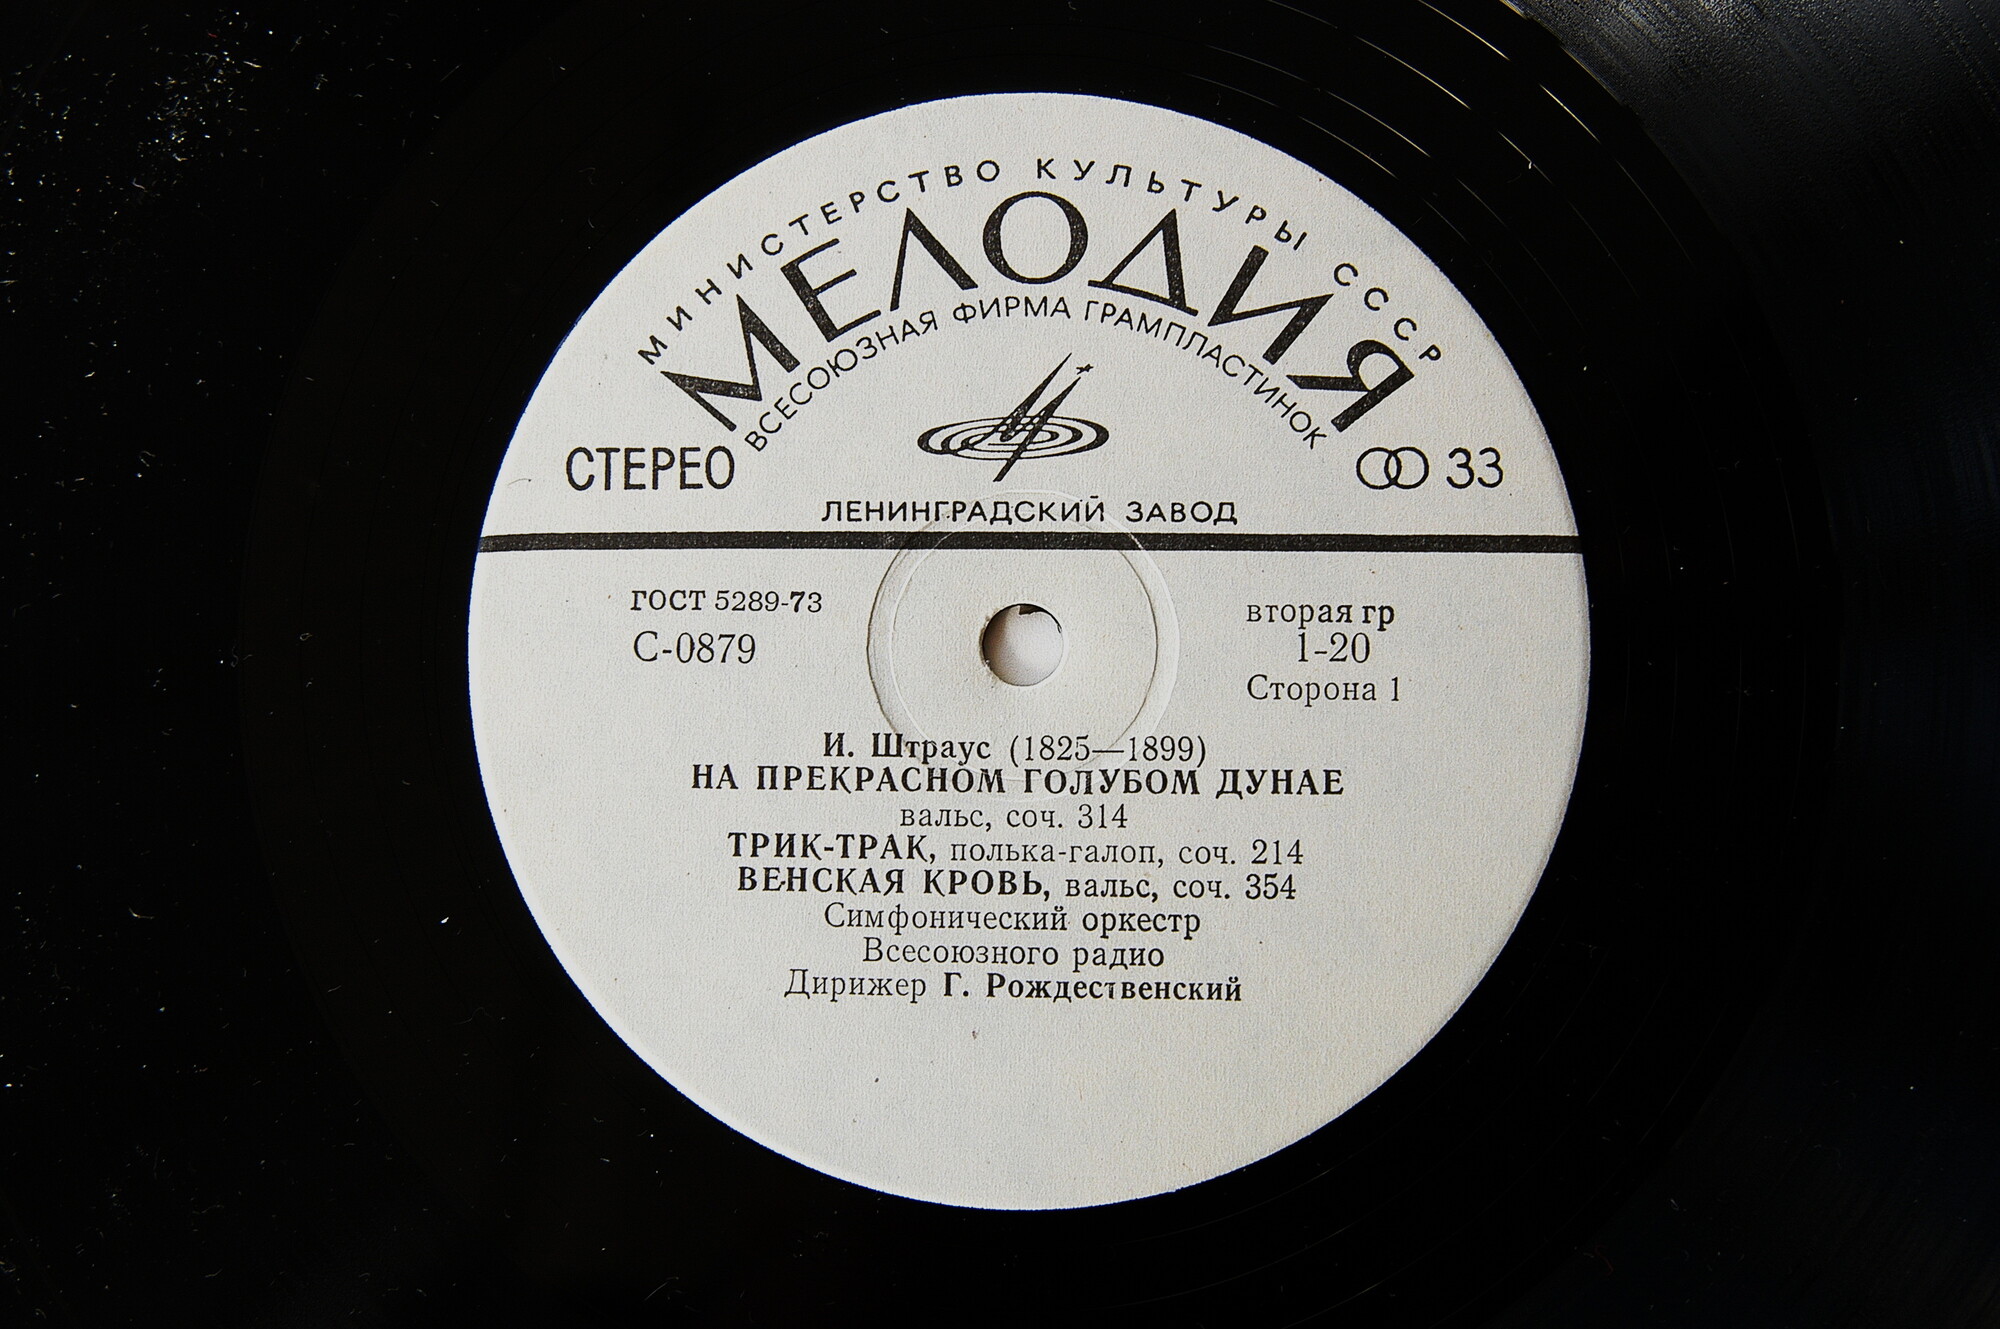 МИНИСТЕРСТВО КУЛЬТУРЫ СССР
МЕЛОДИЯ
ВСЕСОЮЗНАЯ ФИРМА ГРАМПЛАСТИНОК
СТЕРЕО
33
ЛЕНИНГРАДСКИЙ ЗАВОД
ГОСТ 5289-73
С-0879
вторая гр
1-20
Сторона 1
И. Штраус (1825—1899)
НА ПРЕКРАСНОМ ГОЛУБОМ ДУНАЕ
вальс, соч. 314
ТРИК-ТРАК, полька-галоп, соч. 214
ВЕНСКАЯ КРОВЬ, вальс, соч. 354
Симфонический оркестр
Всесоюзного радио
Дирижер Г. Рождественский